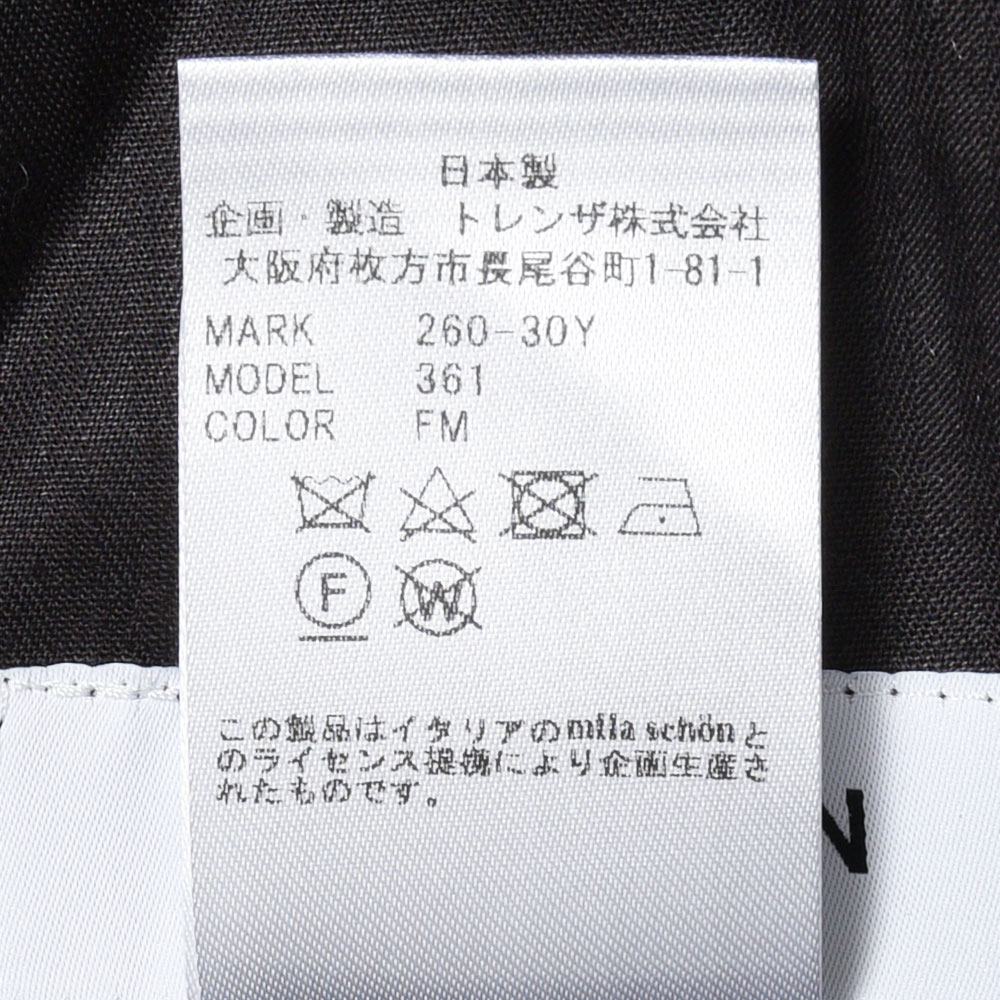 日本製
企画・製造 トレンザ株式会社
大阪府枚方市長尾谷町1-81-1
MARK 260-30Y
MODEL 361
COLOR FM
F W
この製品はイタリアのmila schönと
のライセンス提携により企画生産さ
れたものです。
N